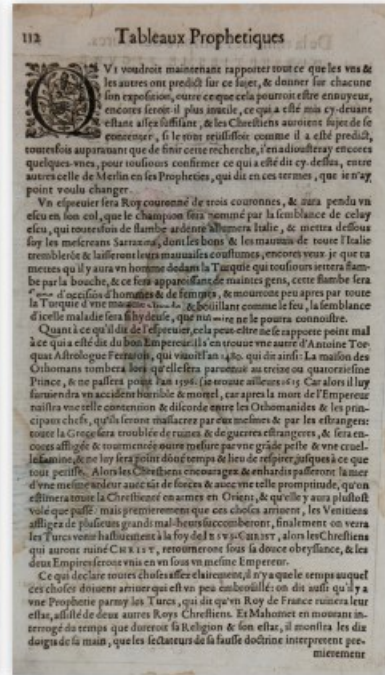 112 Tableaux Prophetiques
QVs voudroit maintenant rapporter tout ce que les vns &
les autres ont predict sur ce sujet, & donner sur chacune
son exposition, outre ce que cela pourroit estre ennuyeux,
encores seroit il plus inutile, ce qui a esté mis cy-deuant
estant assez suffisant, & les Chrestiens auroient sujet de se
contenter, si le tout reüssissoit comme il a esté predict,
toutesfois auparauant que de finir cette recherche, i'en adiousteray encores
quelques-vnes, pour tousiours confirmer ce qui a esté dit cy-dessus, entre
autres celle de Merlin en ses Propheties, qui dit en ces termes, que ie n'ay
point voulu changer.
Vn espreuier sera Roy couronné de trois couronnes, & aura pendu vn
escu en son col, que le champion sera nommé par la semblance de celuy
escu, qui toutesfois de flambe ardente allumera Italie, & mettra dessous
soy les mescreans Sarrazins, dont les bons & les mauuais de toute l'Italie
trembleröt & laisseront leurs mauuaises coustumes, encores veux je que tu
mettes qu'il y aura vn homme dedans la Turquie qui tousiours iettera flam-
be par la bouche, & ce sera apparoissant de maintes gens, cette flambe sera
d'occision d'hommes & de femmes, & mourront peu apres par toute
la Turquie d'vne & boüillant comme le feu, la semblance
d'icelle maladie sera si hydeuse, que nul ne le pourra connoistre.
Quant à ce qu'il dit de l'espreuier, cela peut-estre ne se rapporte point mal
à ce qui a esté dit du bon Empereur: il s'en trouue vne autre d'Antoine Tor-
quat Astrologue Ferrarois, qui viuoit l'an 1480. qui dit ainsi: La maison des
Othomans tombera lors qu'elle sera paruenuë au treize ou quatorziesme
Prince, & ne passera point l'an 1596. (ie trouue ailleurs 1615 Car alors il luy
suruiendra vn accident horrible & mortel, car apres la mort de l'Empereur
naistra vne telle contention & discorde entre les Othomanides & les prin-
cipaux chefs, qu'ils seront massacrez par eux mesmes & par les estrangers:
toute la Grece sera troublée de ruines & de guerres estrangeres, & sera en-
cores affligée & tourmentée outre mesure par vne gräde peste & vne cruel-
le famine, & ne luy sera point döné temps & lieu de respirer jusques à ce que
tout perisse. Alors les Chrestiens encouragez & enhardis passeront la mer
d'vne mesme ardeur auec tät de forces & auec vne telle promptitude, qu'on
estimera toute la Chrestienté en armes en Orient, & qu'elle y aura plustost
volé que passé: mais premierement que ces choses arriuent, les Venitiens
affligez de plusieurs grands mal-heurs succomberont, finalement on verra
les Turcs venir hastiuement à la foy de IESVS-CHRIST, alors les Chrestiens
qui auront ruiné CHRIST, retourneront sous sa douce obeyssance, & les
deux Empires seront vnis en vn sous vn mesme Empereur.
Ce qui declare toutes choses assez clairement, il n'y a que le temps auquel
ces choses doiuent arriuer qui est vn peu embroüillé: on dit aussi qu'il y a
vne Prophetie parmy les Turcs, qui dit qu'vn Roy de France ruinera leur
estat, assisté de deux autres Roys Chrestiens. Et Mahomet en mourant in-
terrogé du temps que dureroit sa Religion & son estat, il monstra les dix
doigts de sa main, que les sectateurs de sa fausse doctrine interpretent pre-
mierement